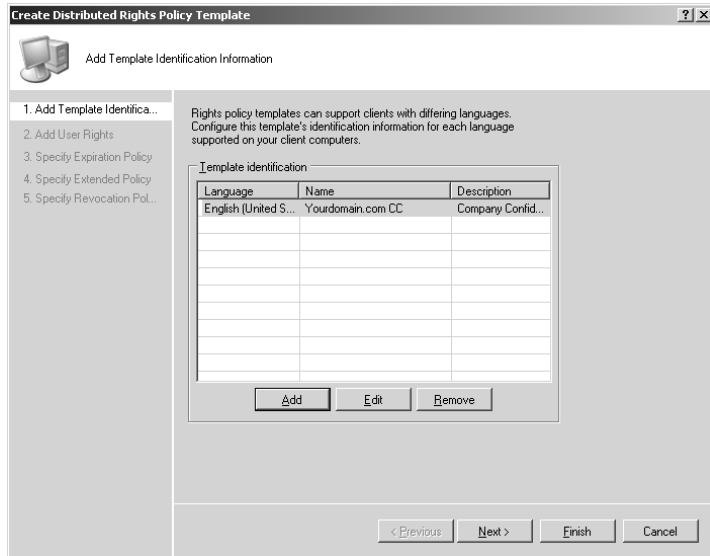 Create Distributed Rights Policy Template
Add Template Identification Information
1. Add Template Identifica...
2. Add User Rights
3. Specify Expiration Policy
4. Specify Extended Policy
5. Specify Revocation Pol...
Rights policy templates can support clients with differing languages.
Configure this template's identification information for each language
supported on your client computers.
Template identification
Language Name Description
English (United S... Yourdomain.com CC Company Confid...
Add Edit Remove
< Previous Next > Finish Cancel